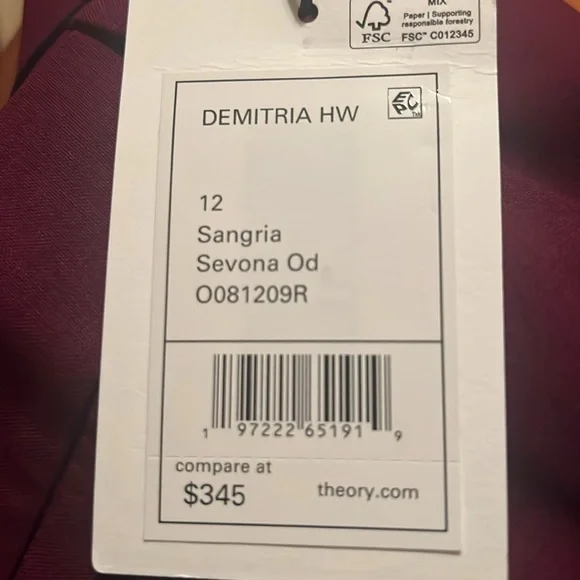 MIX
Paper | Supporting
responsible forestry
FSC
FSC™ C012345
DEMITRIA HW
EPC
12
Sangria
Sevona Od
O081209R
1 97222 65191 9
compare at
$345 theory.com